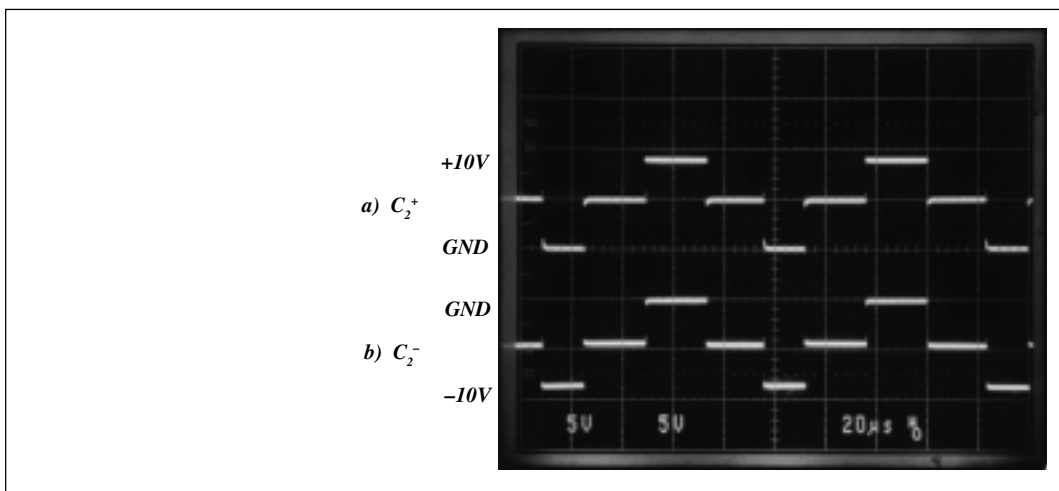 +10V
a) C₂⁺
GND
GND
b) C₂⁻
–10V
5V 5V 20µs